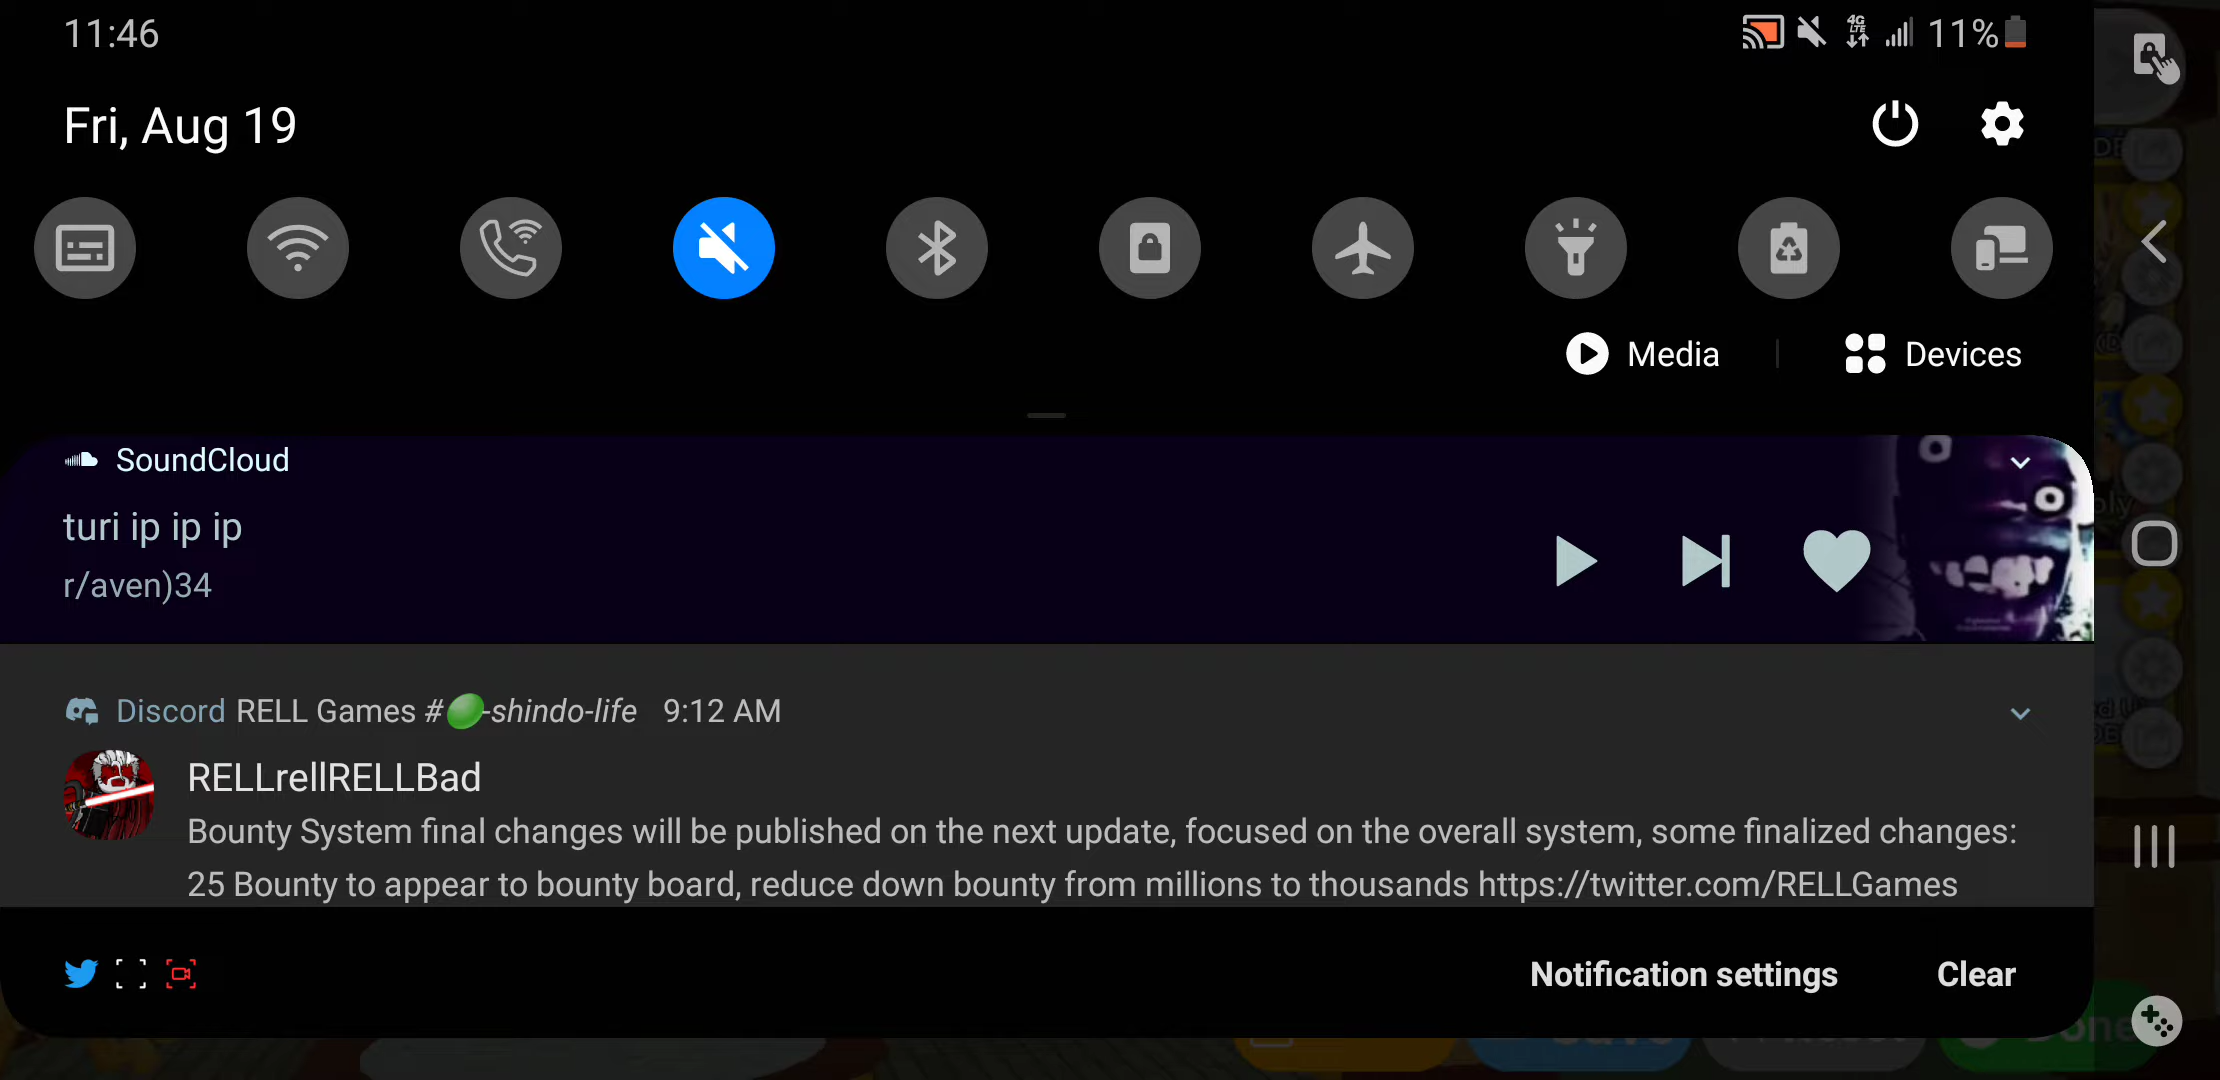 11:46
4G
LTE
11%
Fri, Aug 19
Media
Devices
SoundCloud
turi ip ip ip
r/aven)34
Discord RELL Games #🟢-shindo-life 9:12 AM
RELLrellRELLBad
Bounty System final changes will be published on the next update, focused on the overall system, some finalized changes:
25 Bounty to appear to bounty board, reduce down bounty from millions to thousands https://twitter.com/RELLGames
Notification settings
Clear